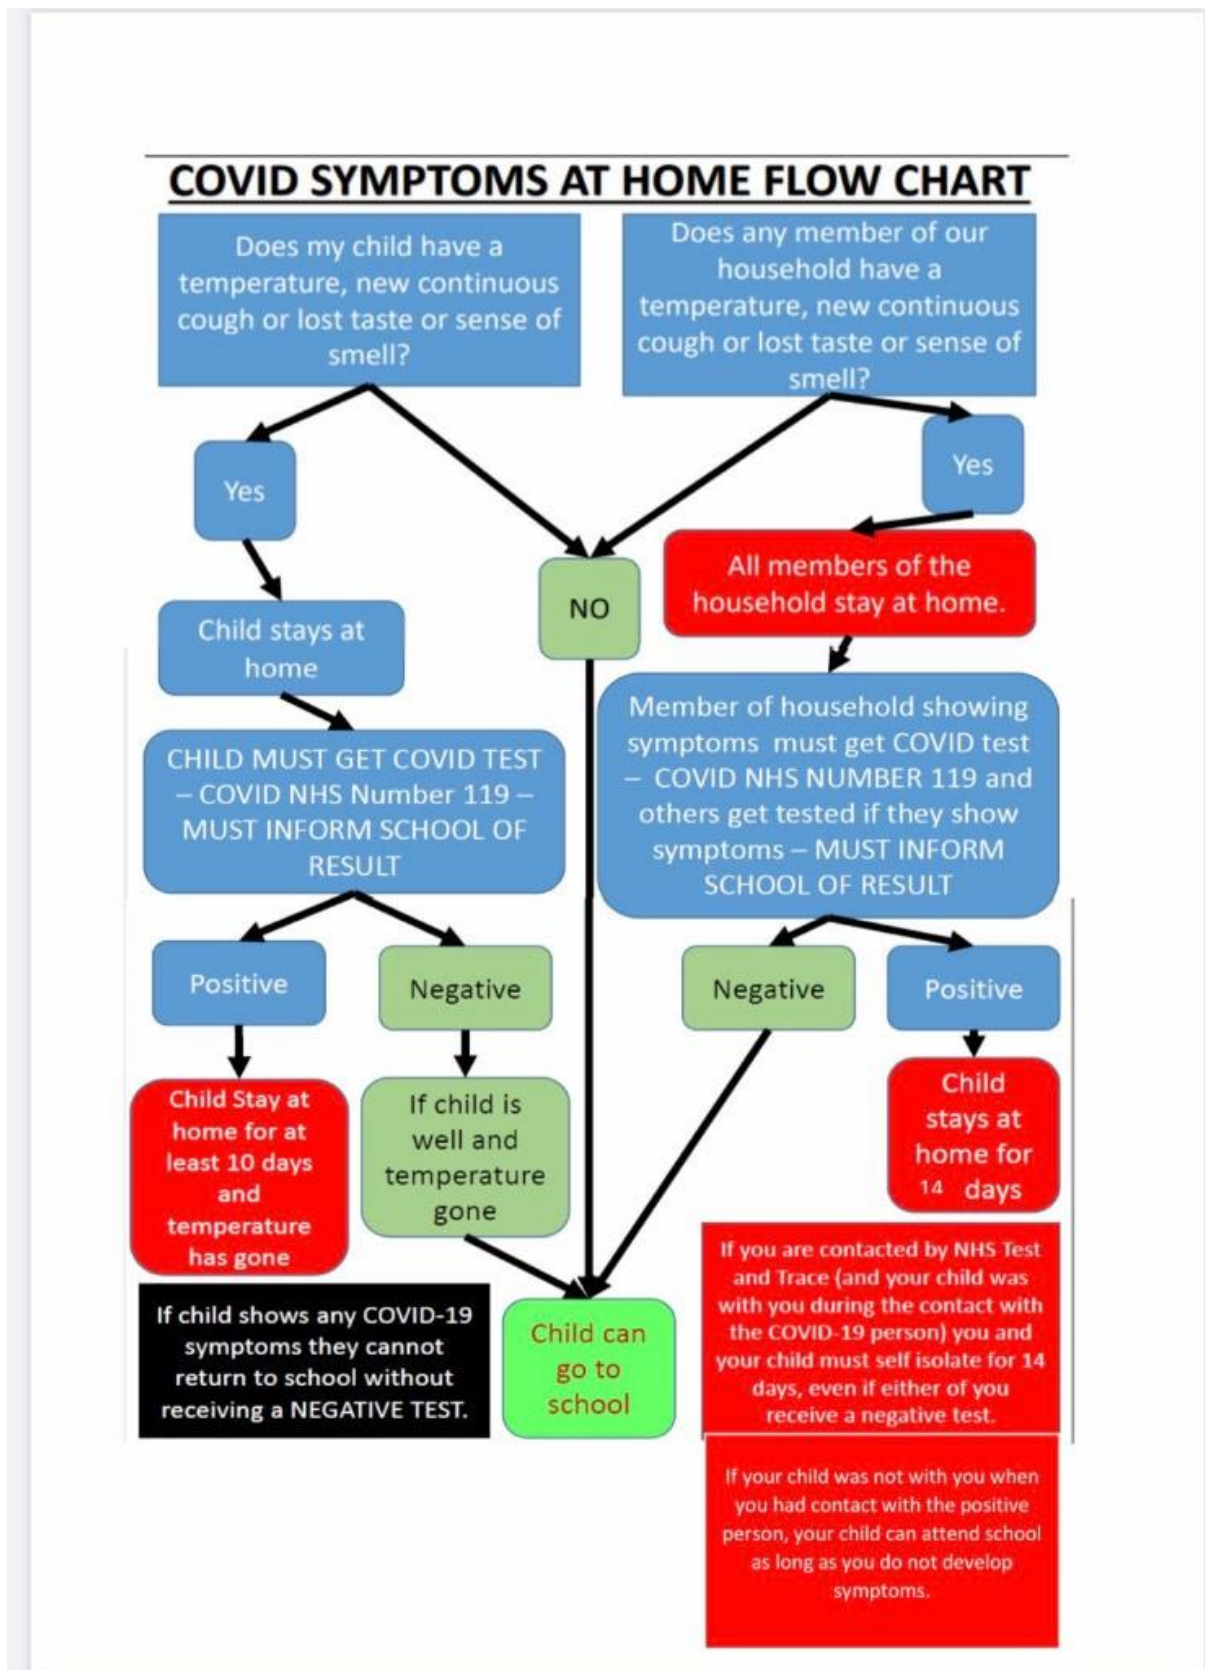 COVID SYMPTOMS AT HOME FLOW CHART
Does my child have a
temperature, new continuous
cough or lost taste or sense of
smell?
Does any member of our
household have a
temperature, new continuous
cough or lost taste or sense of
smell?
Yes
Yes
NO
All members of the
household stay at home.
Child stays at
home
Member of household showing
symptoms must get COVID test
– COVID NHS NUMBER 119 and
others get tested if they show
symptoms – MUST INFORM
SCHOOL OF RESULT
CHILD MUST GET COVID TEST
– COVID NHS Number 119 –
MUST INFORM SCHOOL OF
RESULT
Positive
Negative
Negative
Positive
Child Stay at
home for at
least 10 days
and
temperature
has gone
If child is
well and
temperature
gone
Child
stays at
home for
14 days
If child shows any COVID-19
symptoms they cannot
return to school without
receiving a NEGATIVE TEST.
Child can
go to
school
If you are contacted by NHS Test
and Trace (and your child was
with you during the contact with
the COVID-19 person) you and
your child must self isolate for 14
days, even if either of you
receive a negative test.
If your child was not with you when
you had contact with the positive
person, your child can attend school
as long as you do not develop
symptoms.